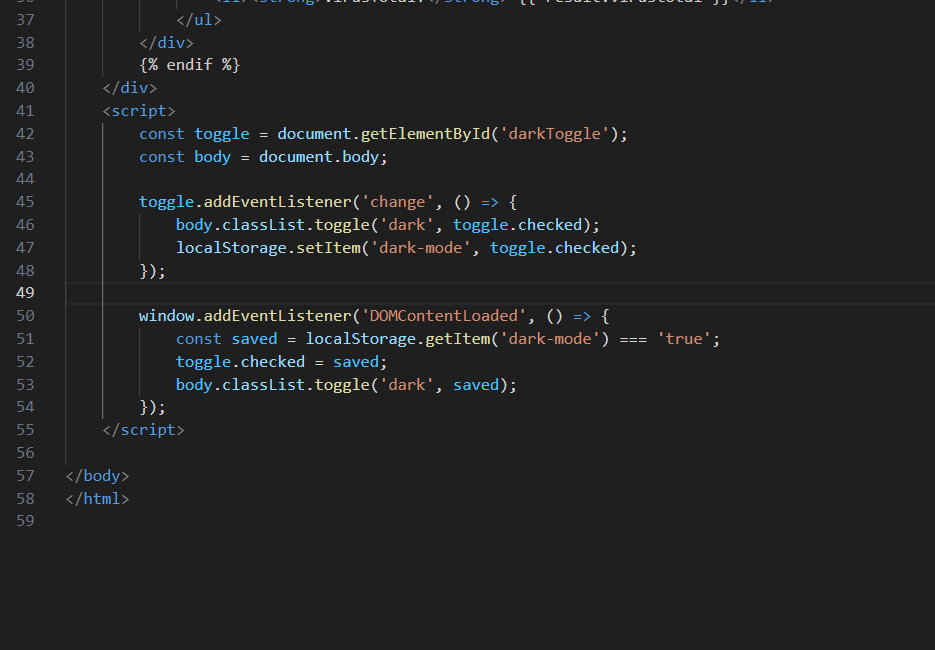 37 </ul>
38 </div>
39 {% endif %}
40 </div>
41 <script>
42 const toggle = document.getElementById('darkToggle');
43 const body = document.body;
44
45 toggle.addEventListener('change', () => {
46 body.classList.toggle('dark', toggle.checked);
47 localStorage.setItem('dark-mode', toggle.checked);
48 });
49
50 window.addEventListener('DOMContentLoaded', () => {
51 const saved = localStorage.getItem('dark-mode') === 'true';
52 toggle.checked = saved;
53 body.classList.toggle('dark', saved);
54 });
55 </script>
56
57 </body>
58 </html>
59